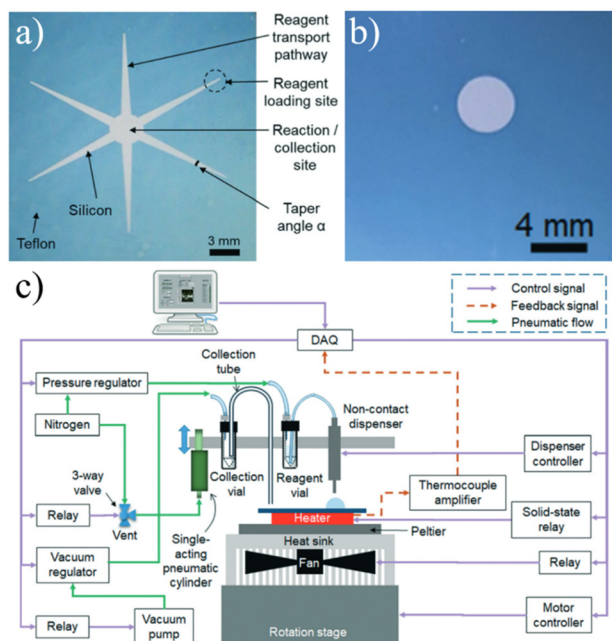 a)
Reagent
transport
pathway
Reagent
loading site
Reaction /
collection
site
Taper
angle α
Silicon
Teflon
3 mm
b)
4 mm
c)
Control signal
Feedback signal
Pneumatic flow
DAQ
Collection
tube
Pressure regulator
Nitrogen
Non-contact
dispenser
Dispenser
controller
3-way
valve
Collection
vial
Reagent
vial
Thermocouple
amplifier
Relay
Vent
Heater
Solid-state
relay
Peltier
Single-
acting
pneumatic
cylinder
Heat sink
Vacuum
regulator
Fan
Relay
Relay
Vacuum
pump
Rotation stage
Motor
controller